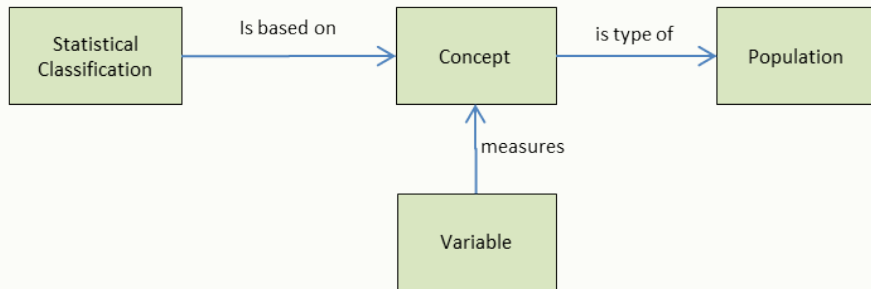 Is based on
is type of
Statistical
Classification
Concept
Population
measures
Variable